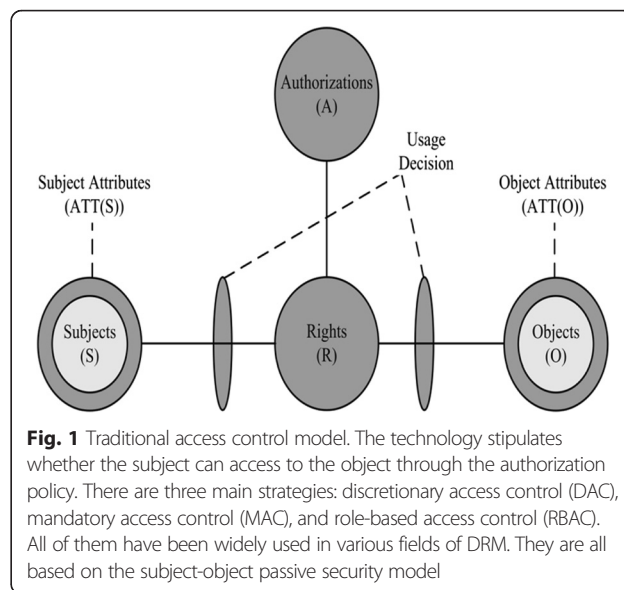 Authorizations
(A)
Usage
Decision
Subject Attributes
(ATT(S))
Object Attributes
(ATT(O))
Subjects
(S)
Rights
(R)
Objects
(O)
Fig. 1 Traditional access control model. The technology stipulates
whether the subject can access to the object through the authorization
policy. There are three main strategies: discretionary access control (DAC),
mandatory access control (MAC), and role-based access control (RBAC).
All of them have been widely used in various fields of DRM. They are all
based on the subject-object passive security model